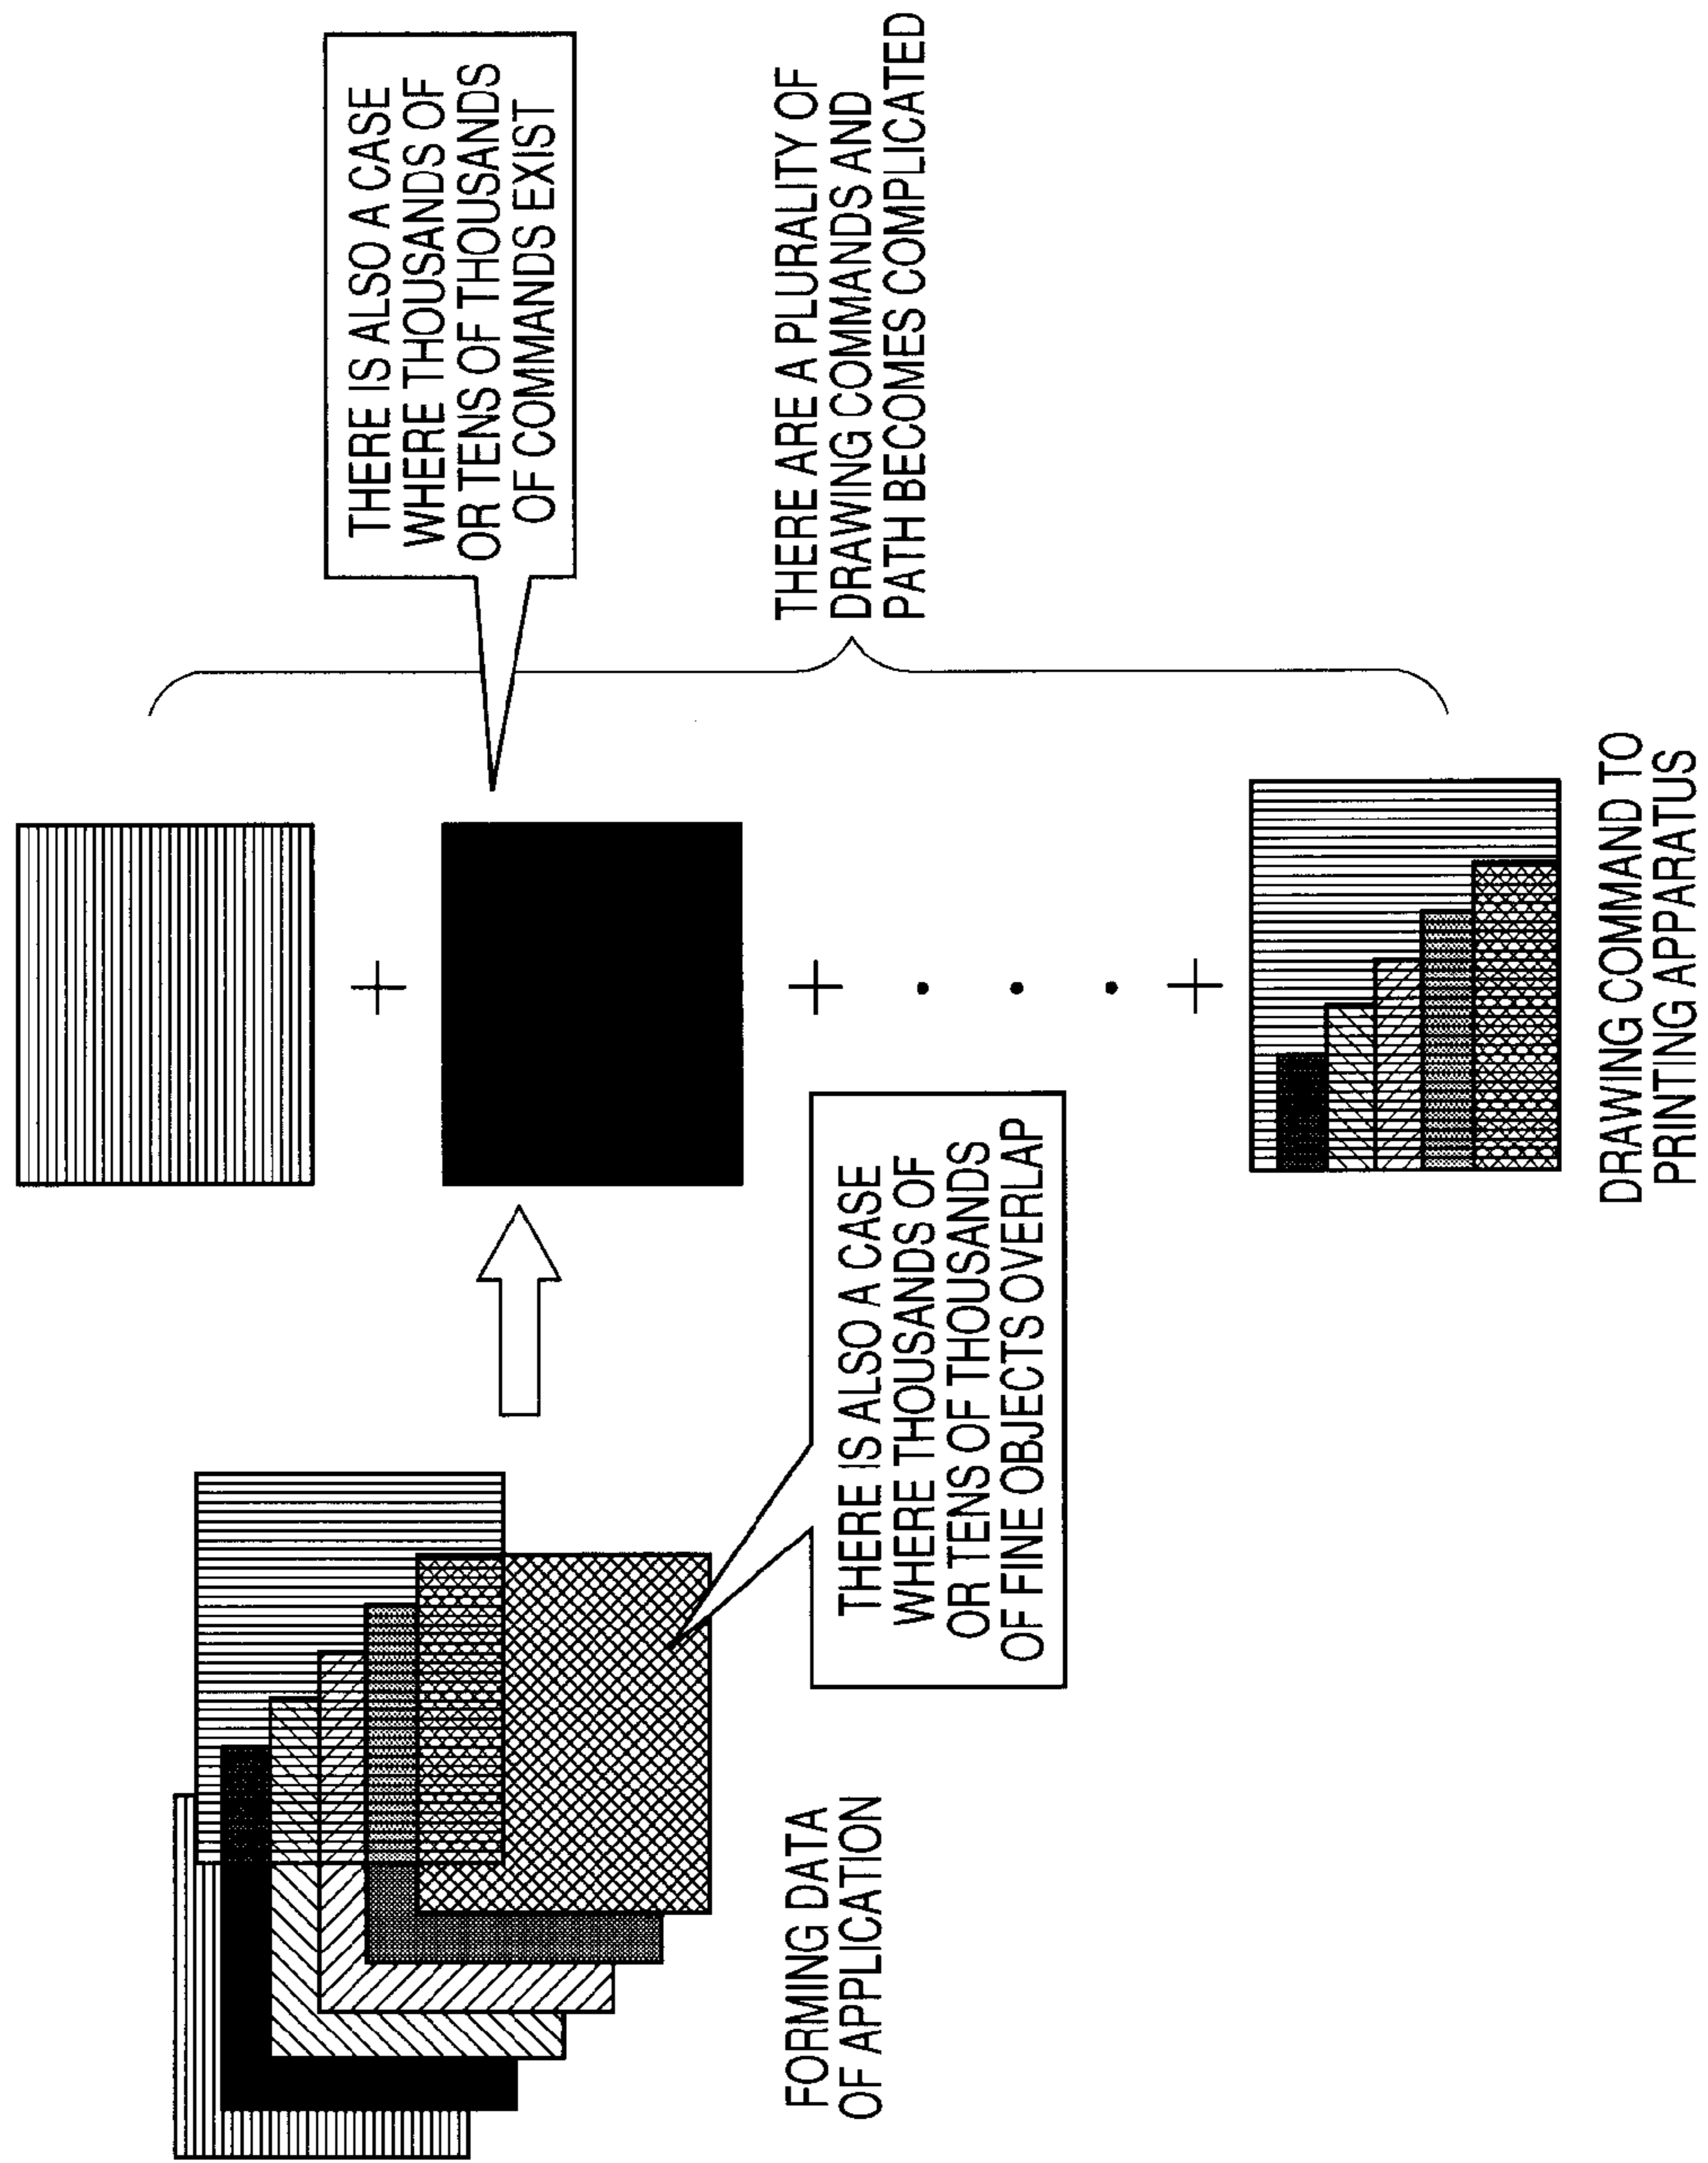 THERE IS ALSO A CASE
WHERE THOUSANDS OF
OR TENS OF THOUSANDS
OF COMMANDS EXIST
THERE ARE A PLURALITY OF
DRAWING COMMANDS AND
PATH BECOMES COMPLICATED
THERE IS ALSO A CASE
WHERE THOUSANDS OF
OR TENS OF THOUSANDS
OF FINE OBJECTS OVERLAP
FORMING DATA
OF APPLICATION
DRAWING COMMAND TO
PRINTING APPARATUS